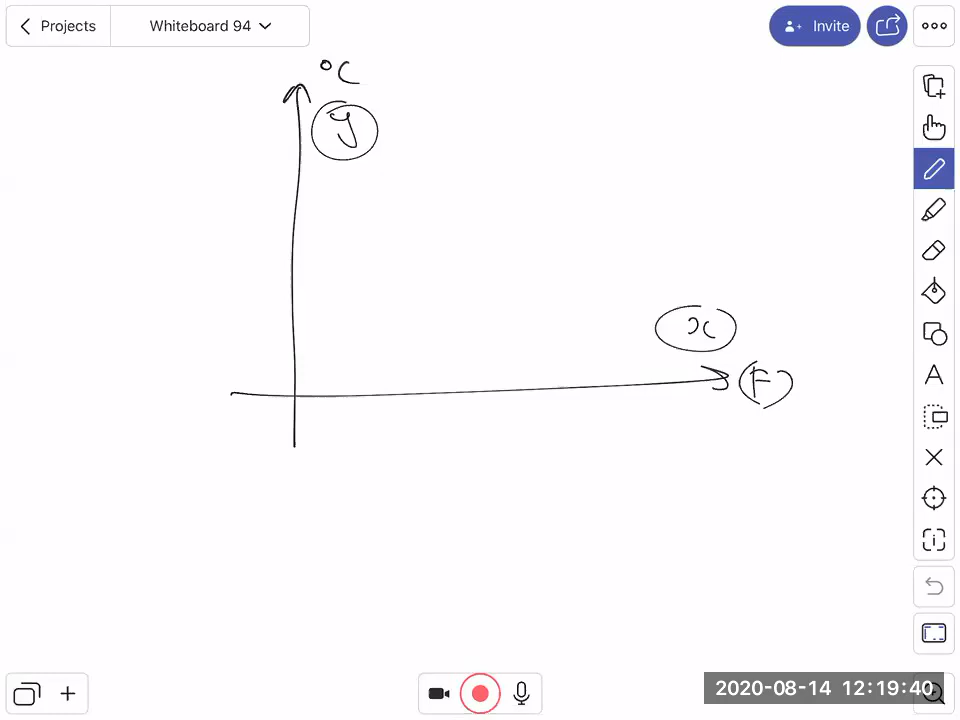 Projects
Whiteboard 94
Invite
°C
y
x
F
A
2020-08-14 12:19:40